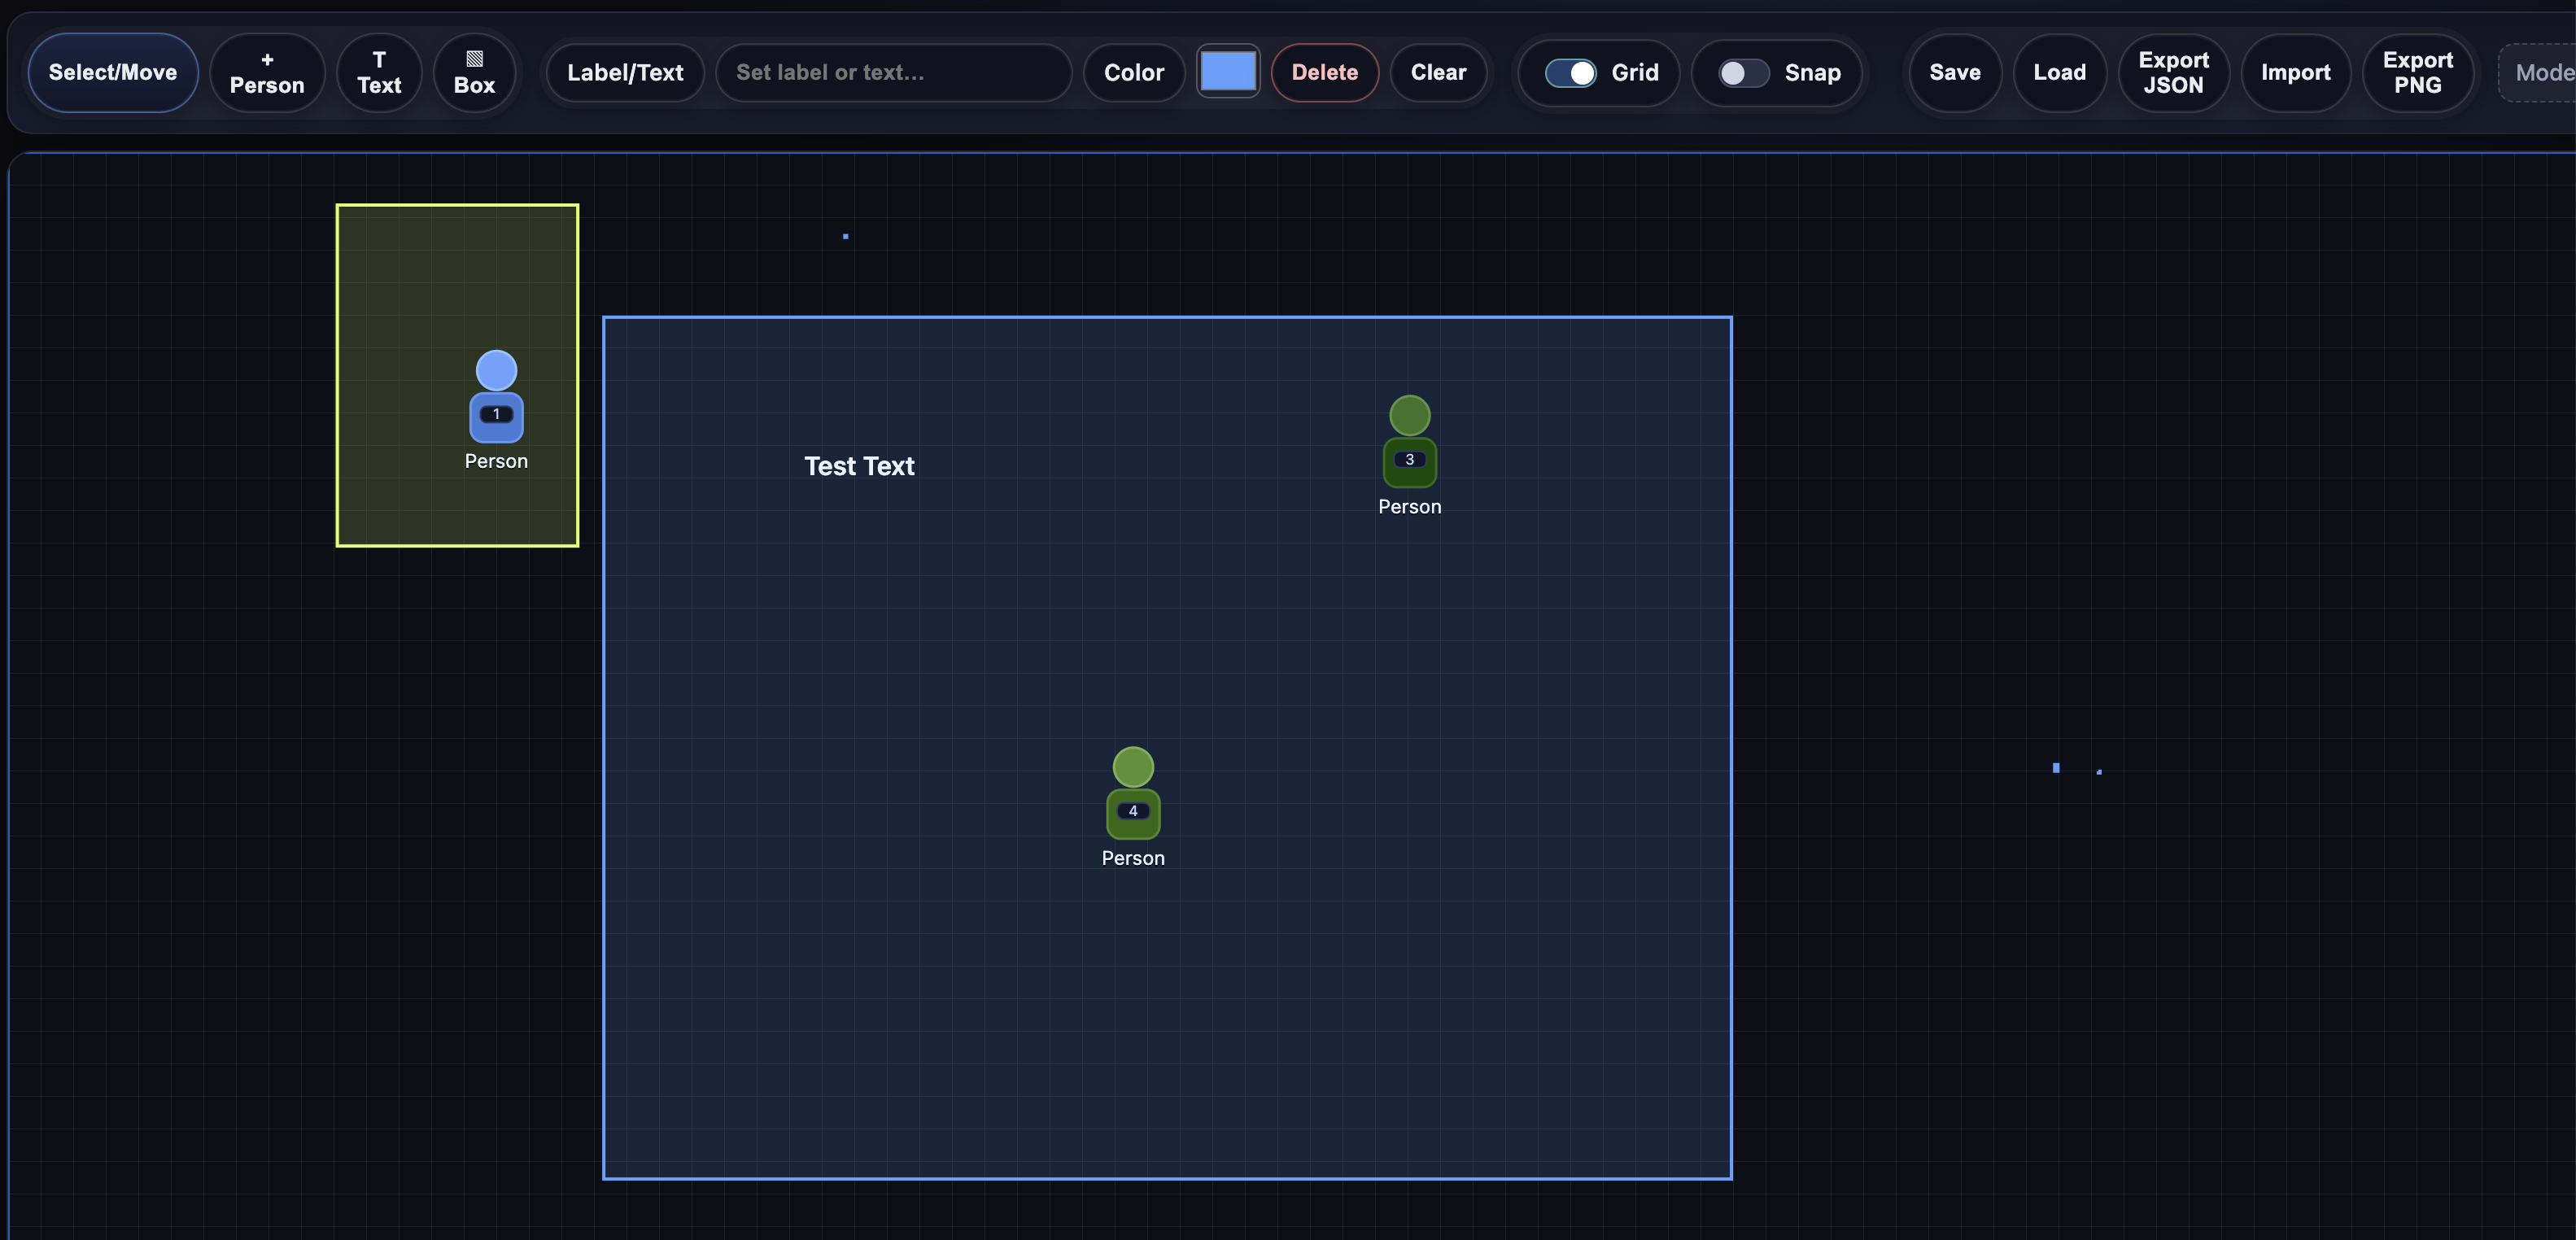 Select/Move
+
Person
T
Text
Box
Label/Text
Set label or text...
Color
Delete
Clear
Grid
Snap
Save
Load
Export
JSON
Import
Export
PNG
Mode
1
Person
Test Text
3
Person
4
Person